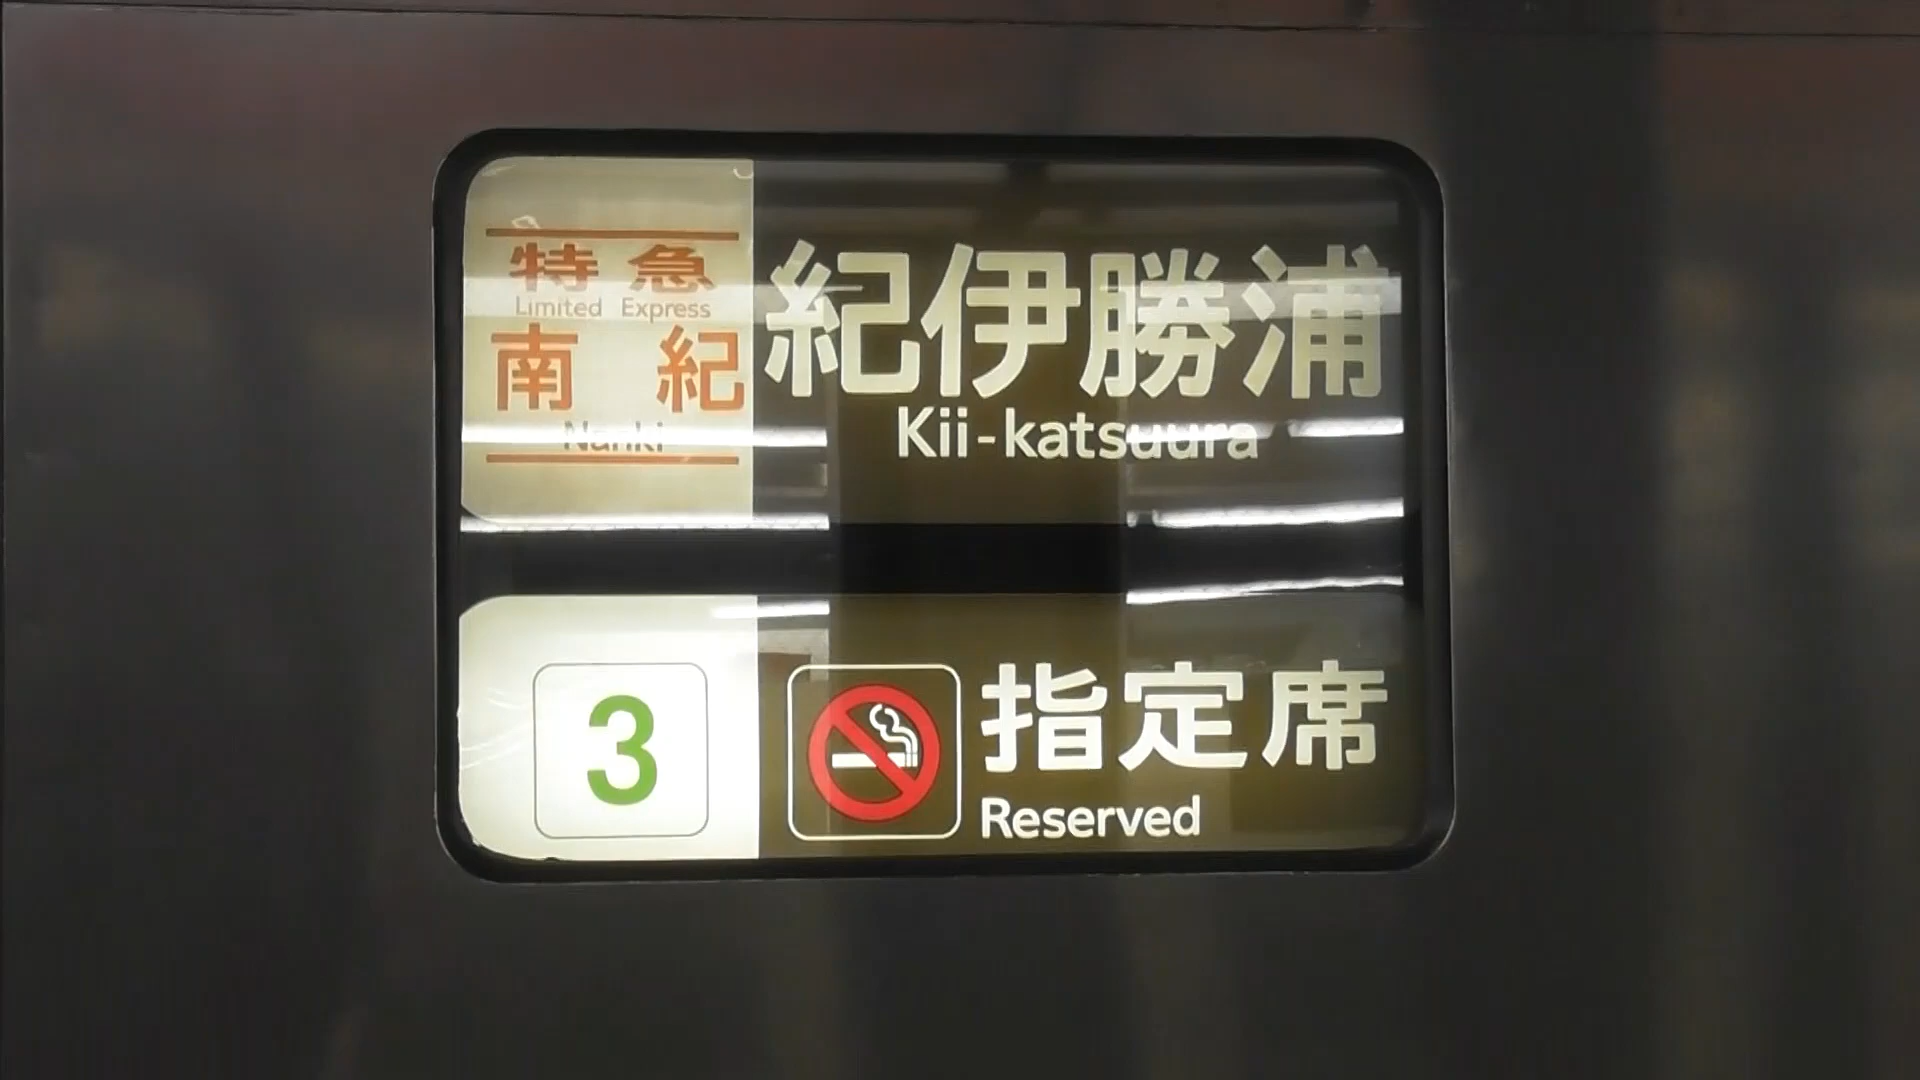 特急
Limited Express
南紀
Nanki
紀伊勝浦
Kii-katsuura
3
指定席
Reserved